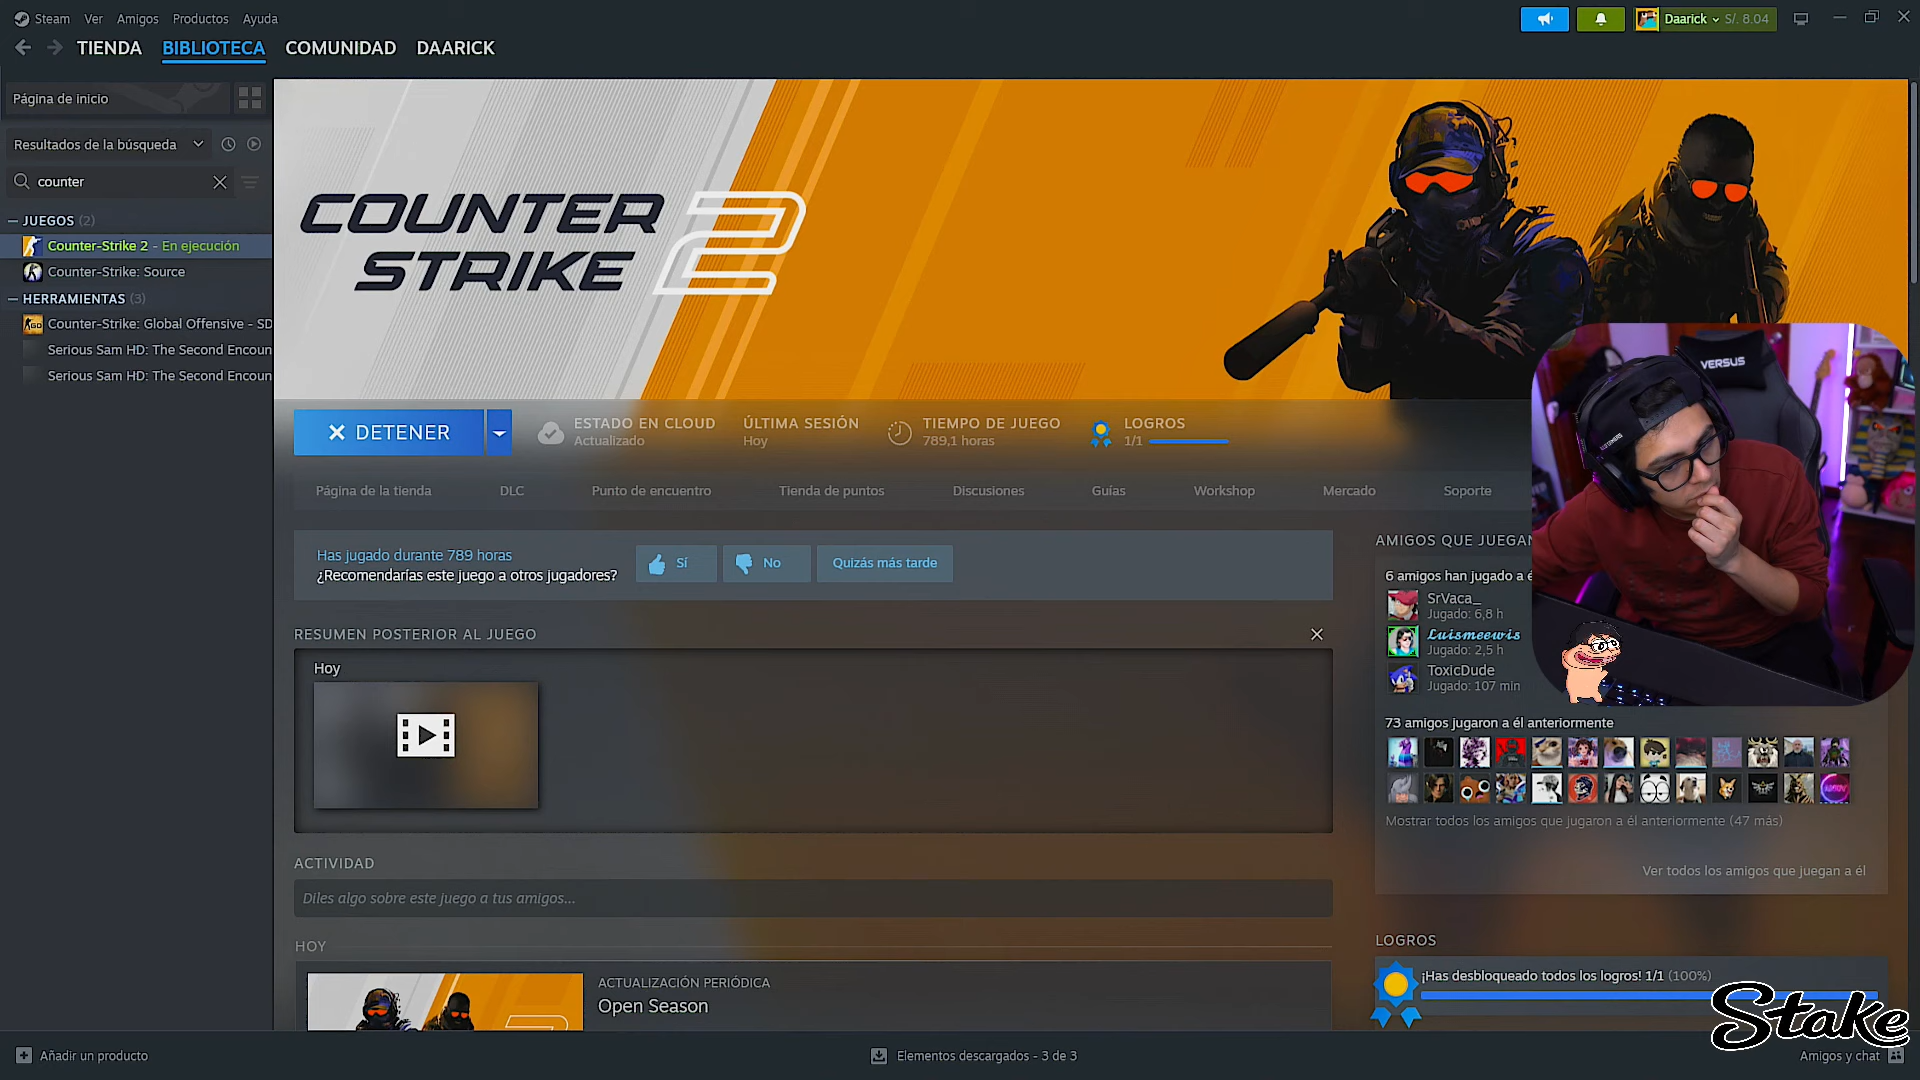 Steam Ver Amigos Productos Ayuda
Daarick S/. 8.04
TIENDA BIBLIOTECA COMUNIDAD DAARICK
Página de inicio
Resultados de la búsqueda
counter
JUEGOS (2)
Counter-Strike 2 - En ejecución
Counter-Strike: Source
HERRAMIENTAS (3)
Counter-Strike: Global Offensive - SD
Serious Sam HD: The Second Encoun
Serious Sam HD: The Second Encoun
COUNTER
STRIKE 2
VERSUS
DETENER
ESTADO EN CLOUD
Actualizado
ÚLTIMA SESIÓN
Hoy
TIEMPO DE JUEGO
789,1 horas
LOGROS
1/1
Página de la tienda DLC Punto de encuentro Tienda de puntos Discusiones Guías Workshop Mercado Soporte
Has jugado durante 789 horas
¿Recomendarías este juego a otros jugadores?
Sí
No
Quizás más tarde
RESUMEN POSTERIOR AL JUEGO
Hoy
ACTIVIDAD
Diles algo sobre este juego a tus amigos...
HOY
ACTUALIZACIÓN PERIÓDICA
Open Season
AMIGOS QUE JUEGAN
6 amigos han jugado a é
SrVaca_
Jugado: 6,8 h
Luismeewis
Jugado: 2,5 h
ToxicDude
Jugado: 107 min
73 amigos jugaron a él anteriormente
Mostrar todos los amigos que jugaron a él anteriormente (47 más)
Ver todos los amigos que juegan a él
LOGROS
¡Has desbloqueado todos los logros! 1/1 (100%)
Stake
Añadir un producto
Elementos descargados - 3 de 3
Amigos y chat